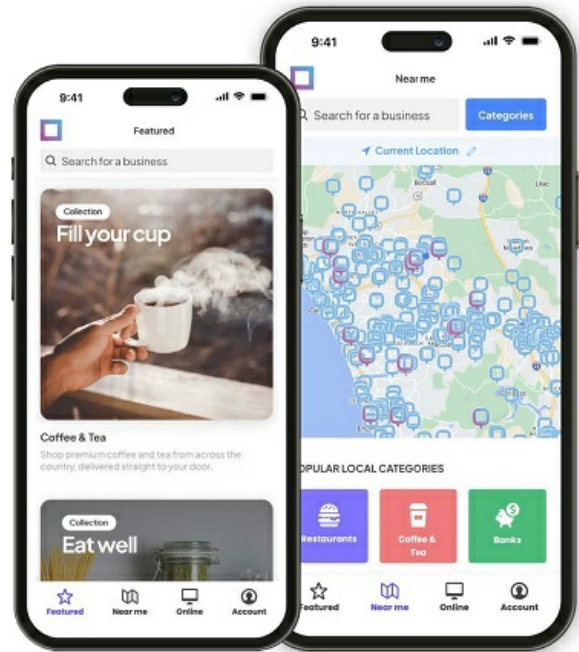 9:41
Featured
Search for a business
Collection
Fill your cup
Coffee & Tea
Shop premium coffee and tea from across the
country, delivered straight to your door.
Collection
Eat well
Featured
Near me
Online
Account
9:41
Near me
Search for a business
Categories
Current Location
Bonsall
Lilac
OPULAR LOCAL CATEGORIES
Restaurants
Coffee &
Tea
Banks
Featured
Near me
Online
Account